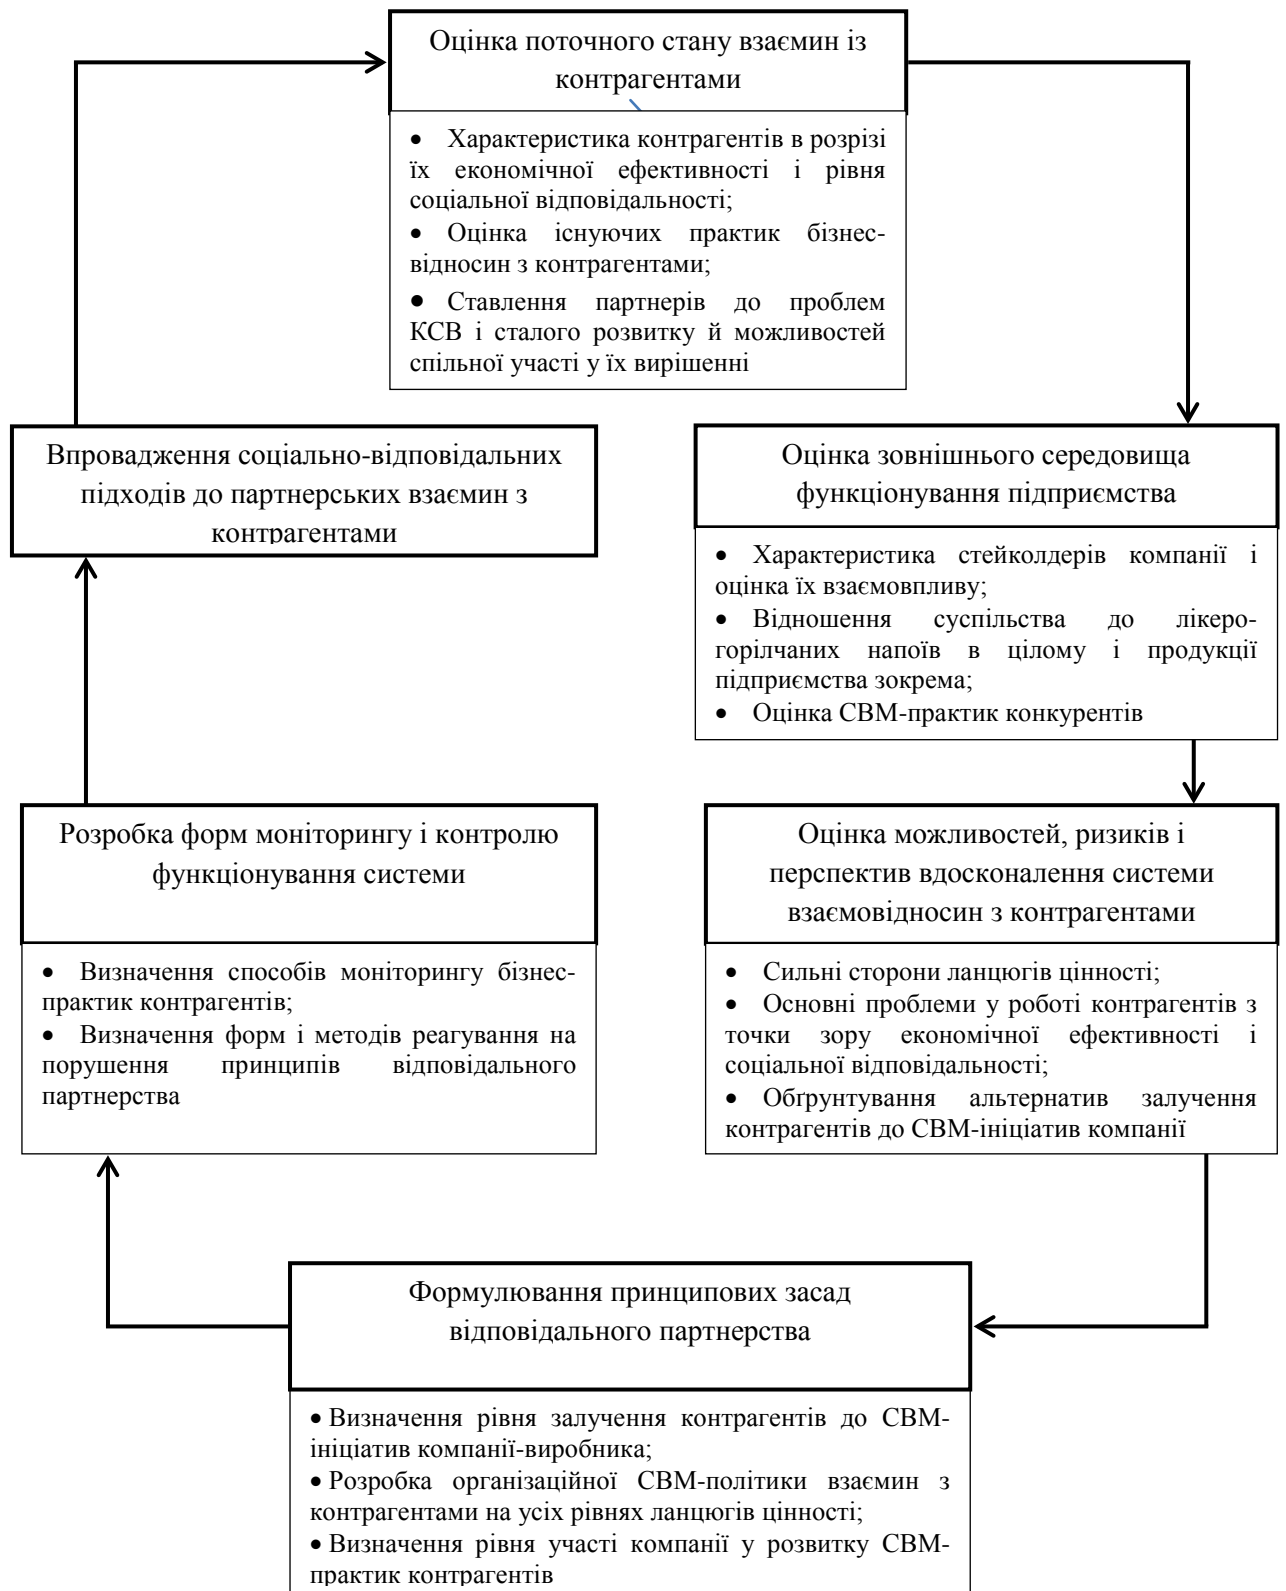 Оцінка поточного стану взаємин із
контрагентами
• Характеристика контрагентів в розрізі
їх економічної ефективності і рівня
соціальної відповідальності;
• Оцінка існуючих практик бізнес-
відносин з контрагентами;
• Ставлення партнерів до проблем
КСВ і сталого розвитку й можливостей
спільної участі у їх вирішенні
Оцінка зовнішнього середовища
функціонування підприємства
• Характеристика стейколдерів компанії і
оцінка їх взаємовпливу;
• Відношення суспільства до лікеро-
горілчаних напоїв в цілому і продукції
підприємства зокрема;
• Оцінка СВМ-практик конкурентів
Оцінка можливостей, ризиків і
перспектив вдосконалення системи
взаємовідносин з контрагентами
• Сильні сторони ланцюгів цінності;
• Основні проблеми у роботі контрагентів з
точки зору економічної ефективності і
соціальної відповідальності;
• Обґрунтування альтернатив залучення
контрагентів до СВМ-ініціатив компанії
Формулювання принципових засад
відповідального партнерства
• Визначення рівня залучення контрагентів до СВМ-
ініціатив компанії-виробника;
• Розробка організаційної СВМ-політики взаємин з
контрагентами на усіх рівнях ланцюгів цінності;
• Визначення рівня участі компанії у розвитку СВМ-
практик контрагентів
Розробка форм моніторингу і контролю
функціонування системи
• Визначення способів моніторингу бізнес-
практик контрагентів;
• Визначення форм і методів реагування на
порушення принципів відповідального
партнерства
Впровадження соціально-відповідальних
підходів до партнерських взаємин з
контрагентами